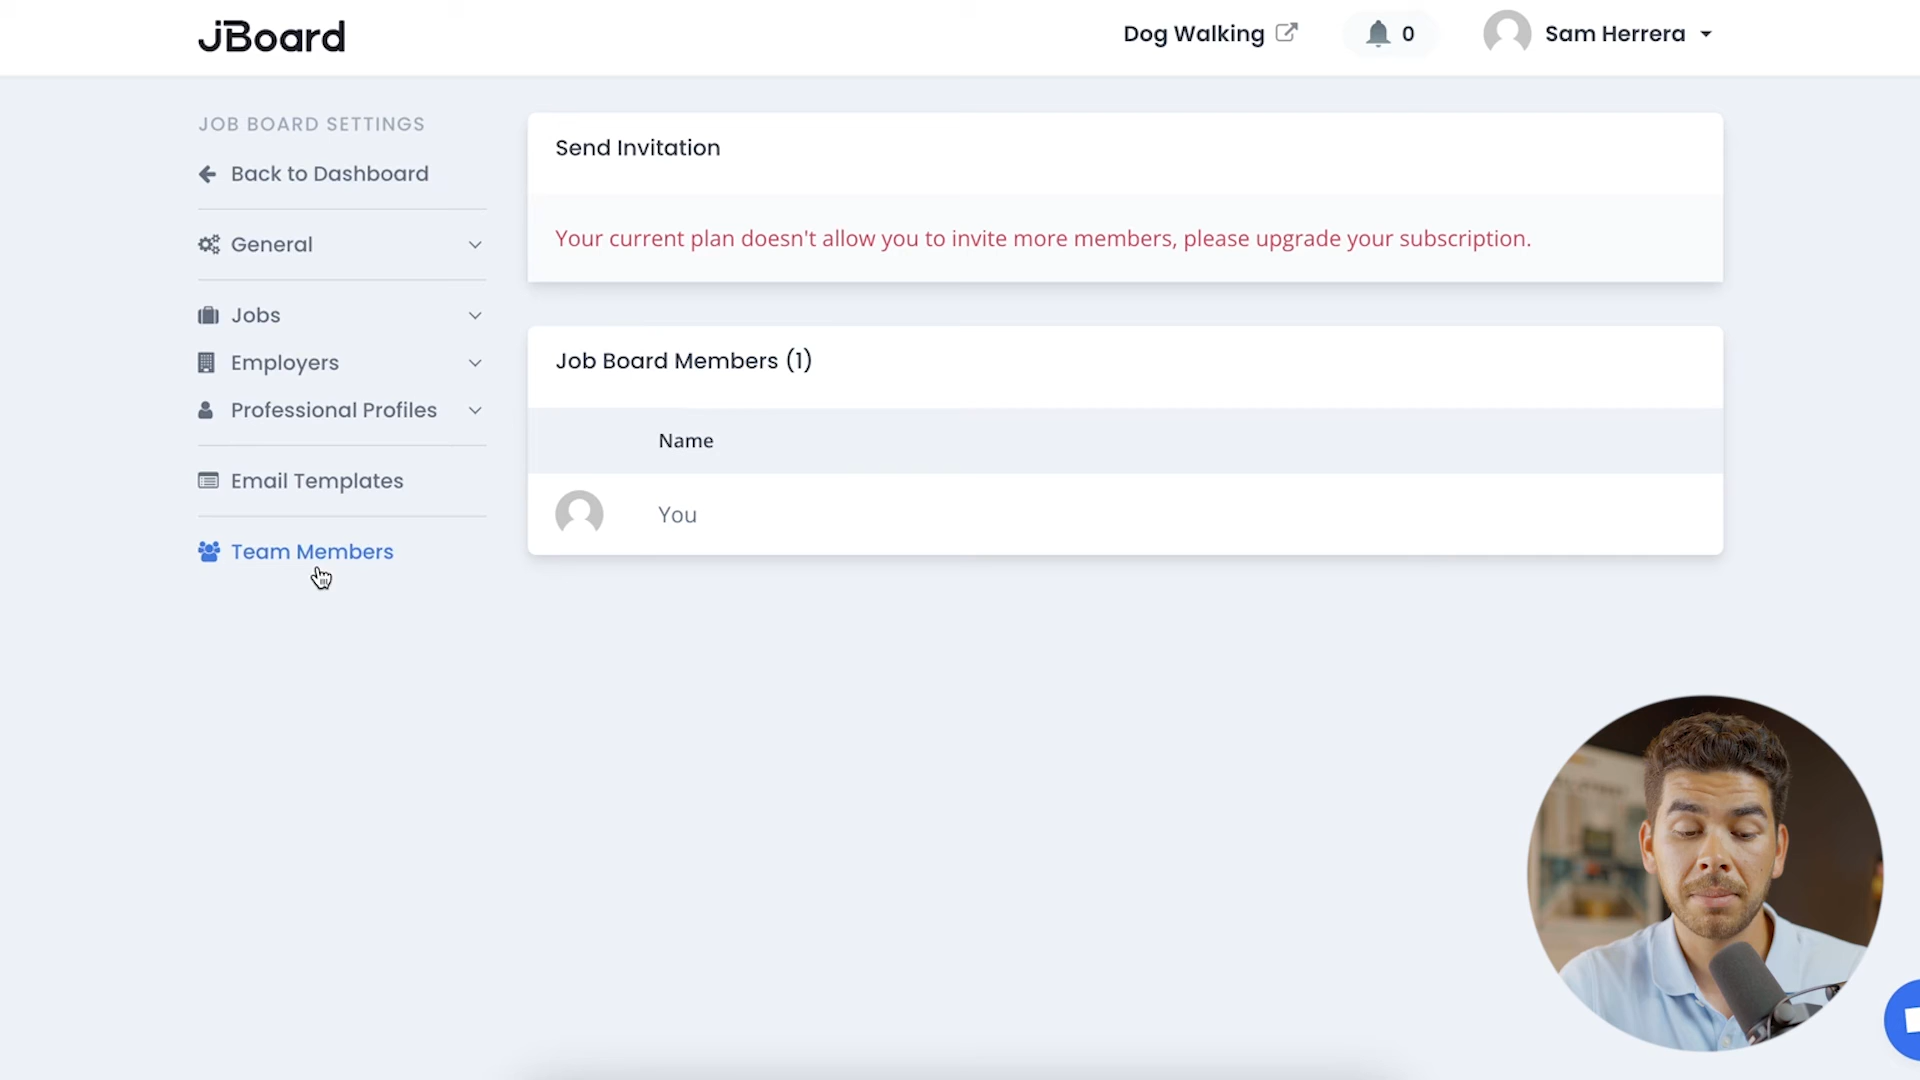 jBoard
Dog Walking
0
Sam Herrera
JOB BOARD SETTINGS
Back to Dashboard
General
Jobs
Employers
Professional Profiles
Email Templates
Team Members
Send Invitation
Your current plan doesn't allow you to invite more members, please upgrade your subscription.
Job Board Members (1)
Name
You